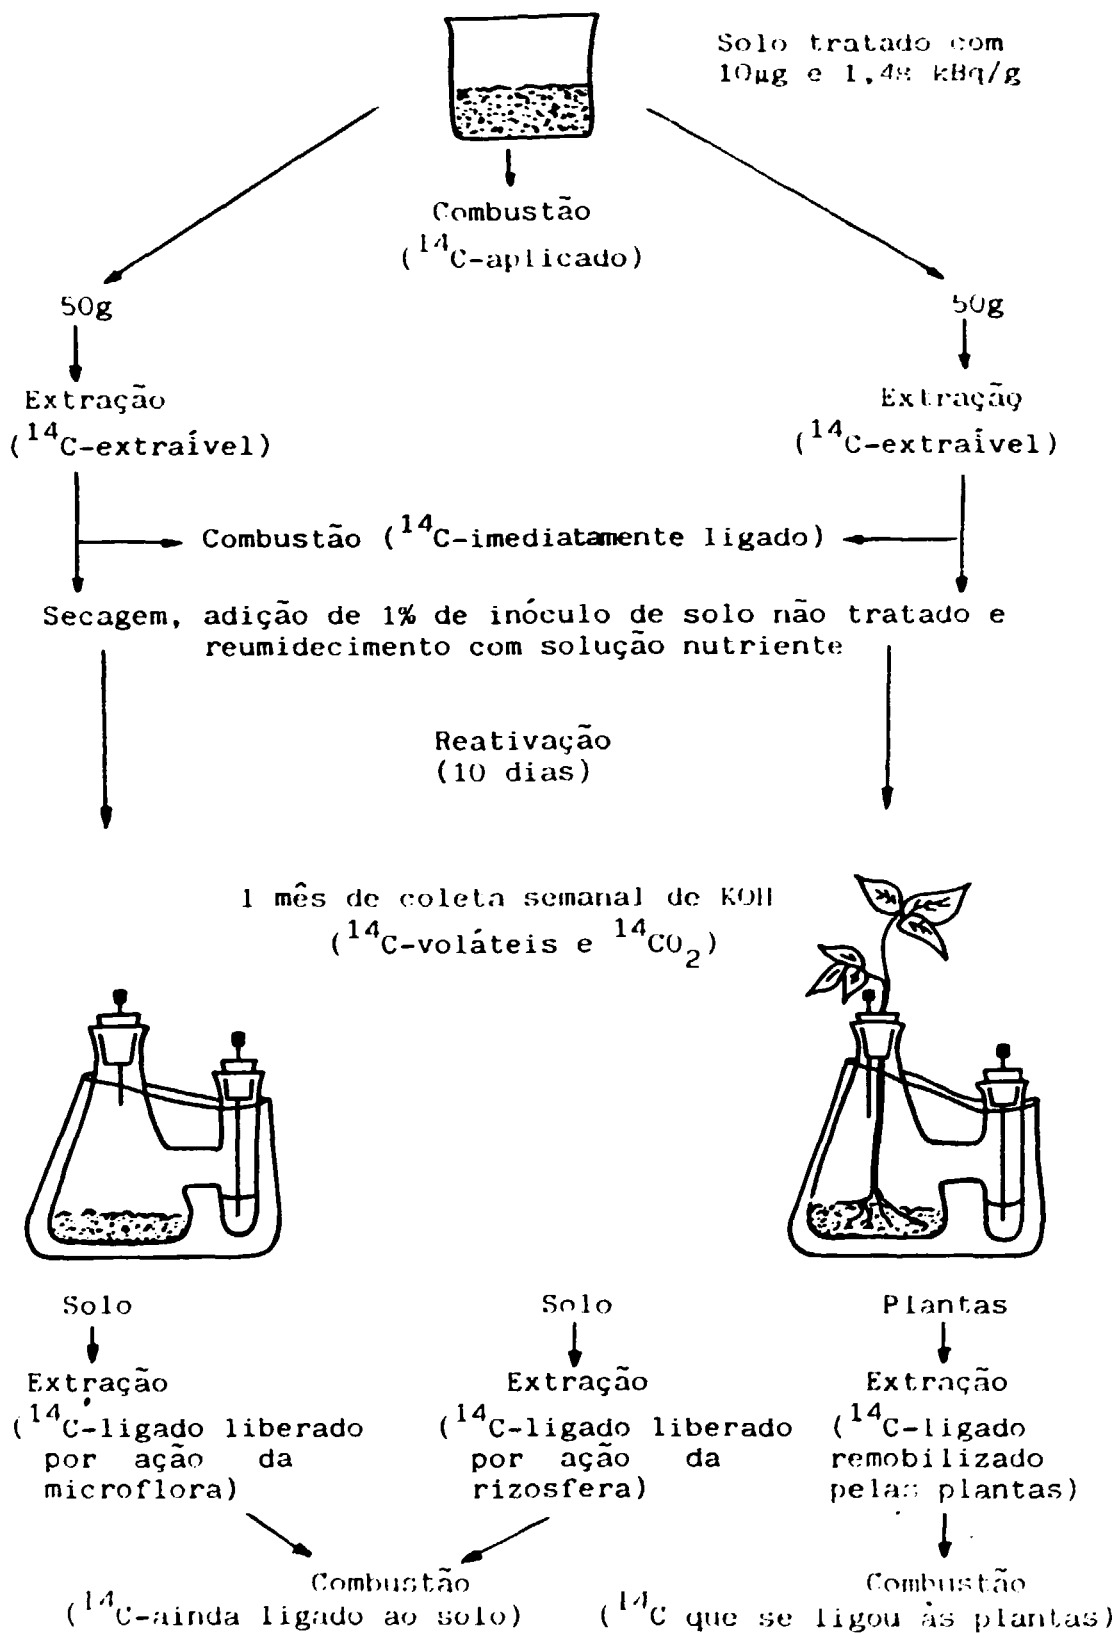 Solo tratado com
10µg e 1,48 kBq/g
Combustão
(¹⁴C-aplicado)
50g
50g
Extração
(¹⁴C-extraível)
Extração
(¹⁴C-extraível)
Combustão (¹⁴C-imediatamente ligado)
Secagem, adição de 1% de inóculo de solo não tratado e
reumidecimento com solução nutriente
Reativação
(10 dias)
1 mês de coleta semanal de KOH
(¹⁴C-voláteis e ¹⁴CO₂)
Solo
Extração
(¹⁴C-ligado liberado
por ação da
microflora)
Solo
Extração
(¹⁴C-ligado liberado
por ação da
rizosfera)
Plantas
Extração
(¹⁴C-ligado
remobilizado
pelas plantas)
Combustão
(¹⁴C-ainda ligado ao solo)
Combustão
(¹⁴C que se ligou às plantas)